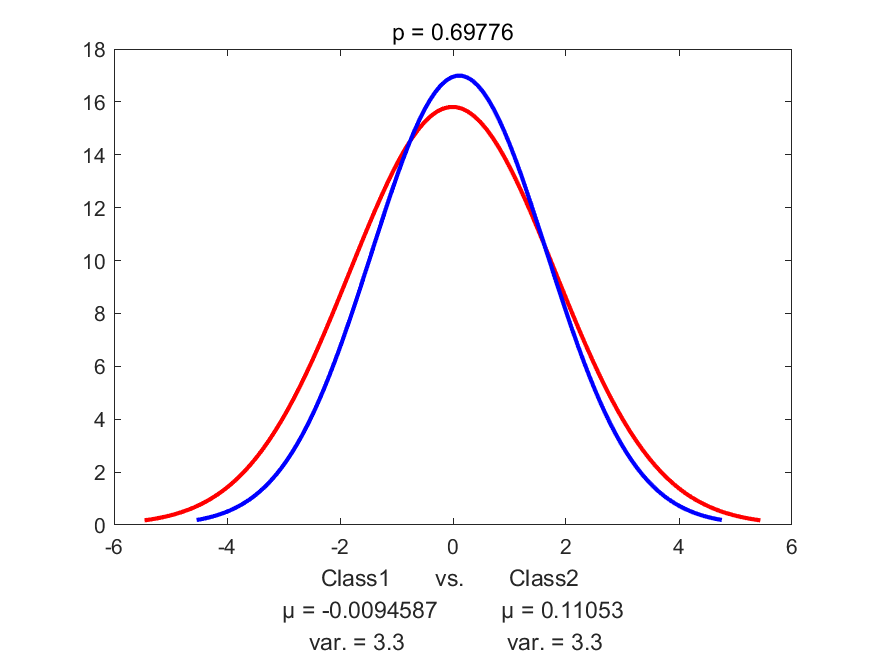 p = 0.69776
18
16
14
12
10
8
6
4
2
0
-6 -4 -2 0 2 4 6
Class1 vs. Class2
μ = -0.0094587 μ = 0.11053
var. = 3.3 var. = 3.3